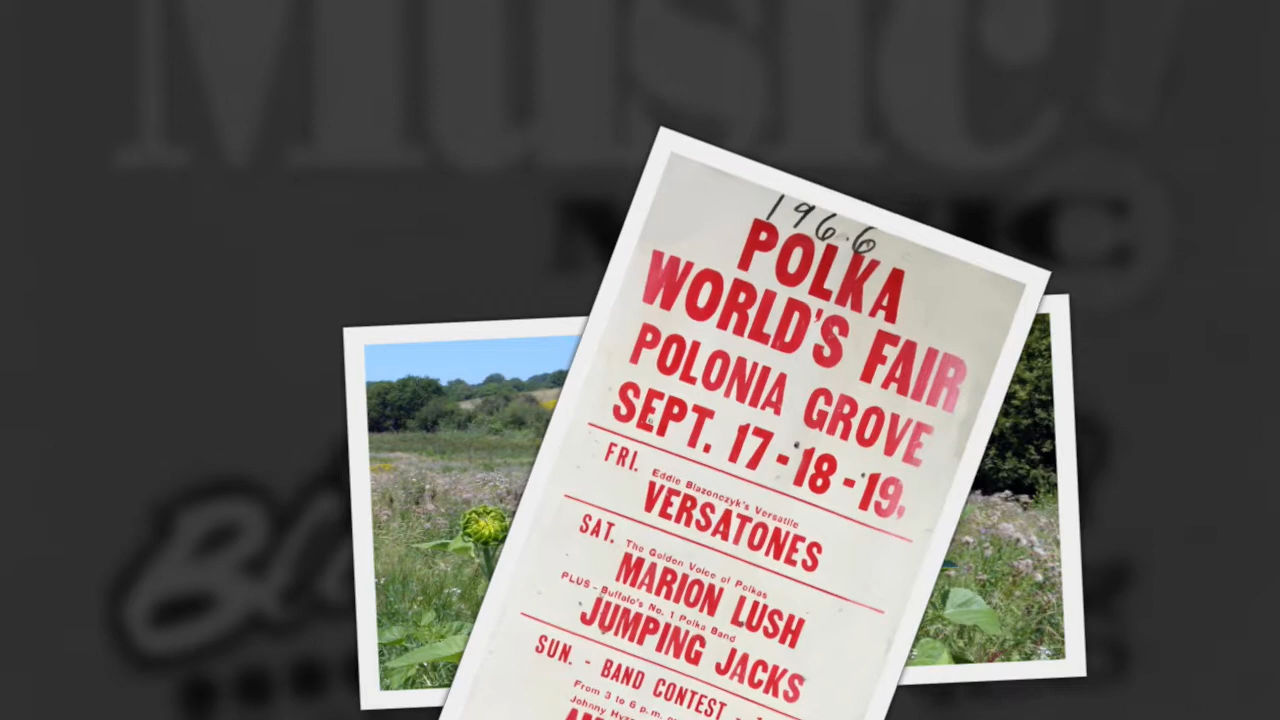 Music
1966
POLKA
WORLD'S FAIR
POLONIA GROVE
SEPT. 17-18-19.
FRI. Eddie Blazonczyk's Versatile
VERSATONES
SAT. The Golden Voice of Polkas
MARION LUSH
PLUS - Buffalo's No. 1 Polka Band
JUMPING JACKS
SUN. - BAND CONTEST -
From 3 to 6 p.m.
Johnny